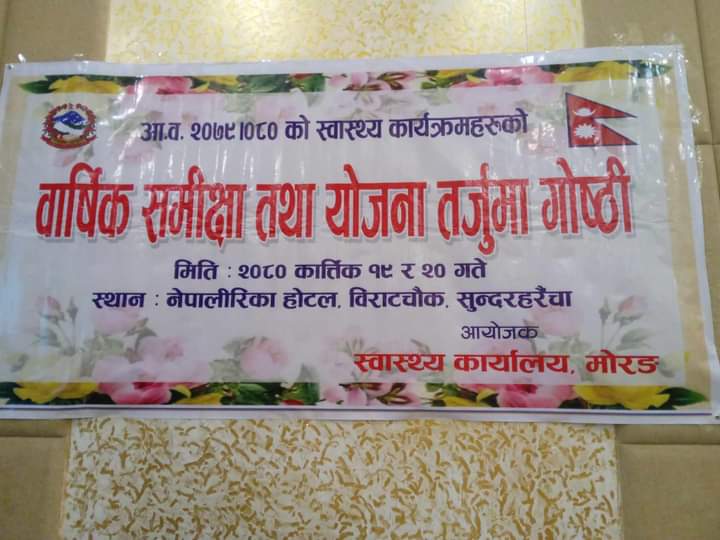 आ.व. २०७९।०८० को स्वास्थ्य कार्यक्रमहरुको
वार्षिक समीक्षा तथा योजना तर्जुमा गोष्ठी
मिति : २०८० कार्त्तिक १९ र २० गते
स्थान : नेपालीरिका होटल, विराटचौक, सुन्दरहरैंचा
आयोजक
स्वास्थ्य कार्यालय, मोरङ